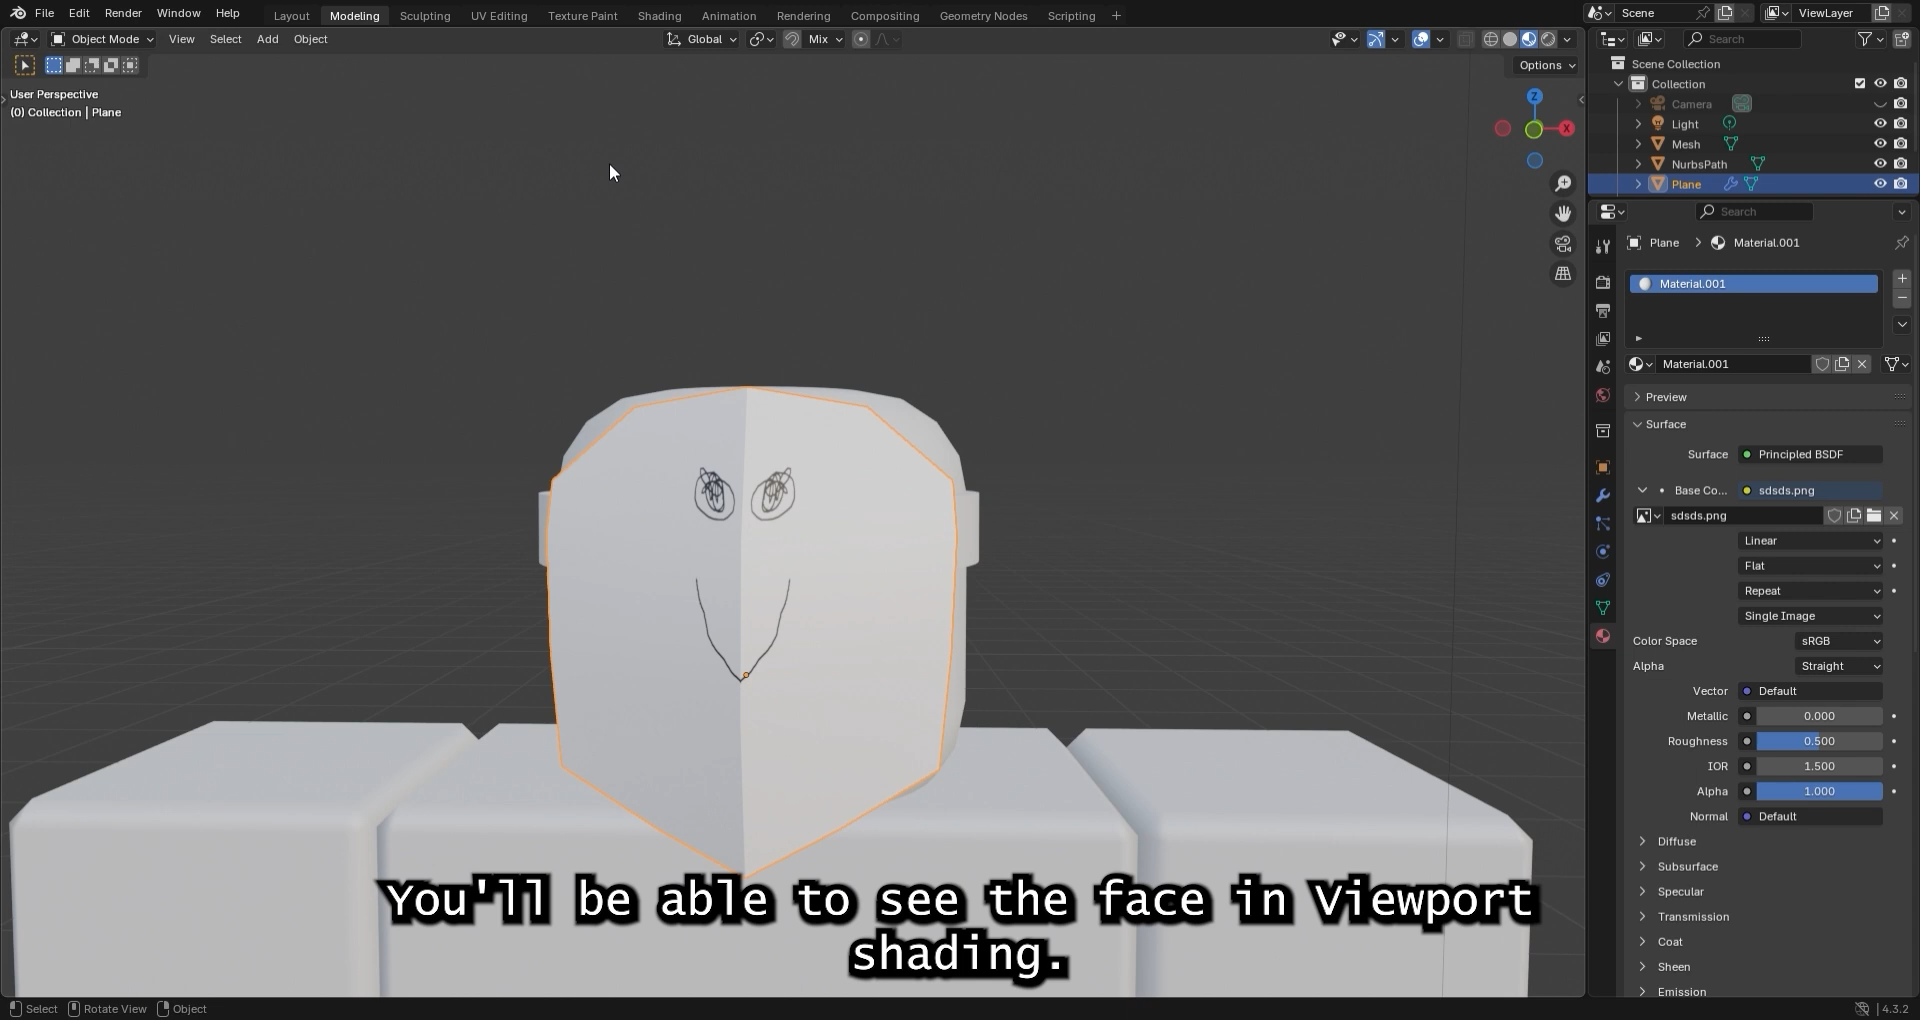 File Edit Render Window Help
Layout Modeling Sculpting UV Editing Texture Paint Shading Animation Rendering Compositing Geometry Nodes Scripting +
Scene
ViewLayer
Object Mode View Select Add Object
Global
Mix
Options
User Perspective
(0) Collection | Plane
Z
X
Search
Scene Collection
Collection
Camera
Light
Mesh
NurbsPath
Plane
Search
Plane > Material.001
Material.001
Material.001
Preview
Surface
Surface Principled BSDF
Base Co... sdsds.png
sdsds.png
Linear
Flat
Repeat
Single Image
Color Space sRGB
Alpha Straight
Vector Default
Metallic 0.000
Roughness 0.500
IOR 1.500
Alpha 1.000
Normal Default
Diffuse
Subsurface
Specular
Transmission
Coat
Sheen
Emission
You'll be able to see the face in Viewport
shading.
Select Rotate View Object
4.3.2